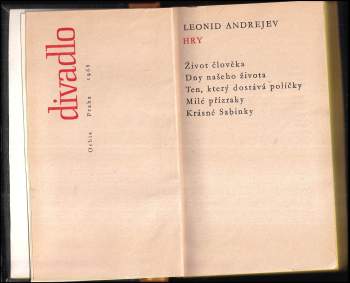 divadlo
Orbis Praha 1968
LEONID ANDREJEV
HRY
Život člověka
Dny našeho života
Ten, který dostává políčky
Milé přízraky
Krásné Sabinky